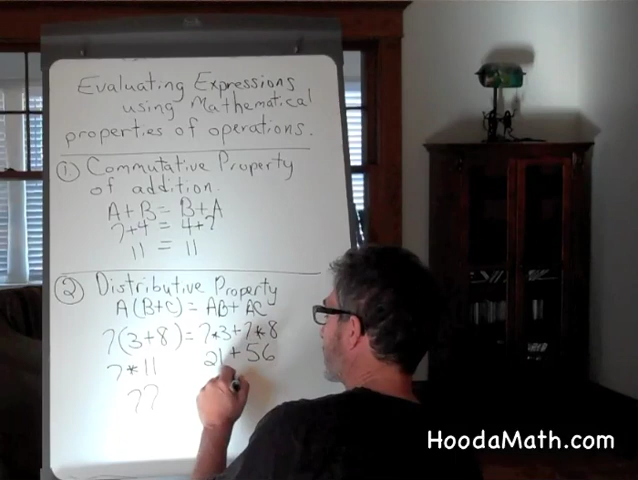 Evaluating Expressions
using Mathematical
properties of operations.
① Commutative Property
of addition.
A+B = B+A
7+4 = 4+7
11 = 11
② Distributive Property
A(B+C) = AB+AC
7(3+8) = 7*3+7*8
7*11 21+56
77
HoodaMath.com